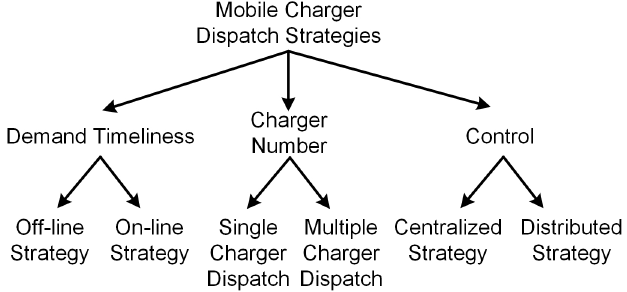 Mobile Charger
Dispatch Strategies
Demand Timeliness
Charger
Number
Control
Off-line
Strategy
On-line
Strategy
Single
Charger
Dispatch
Multiple
Charger
Dispatch
Centralized
Strategy
Distributed
Strategy